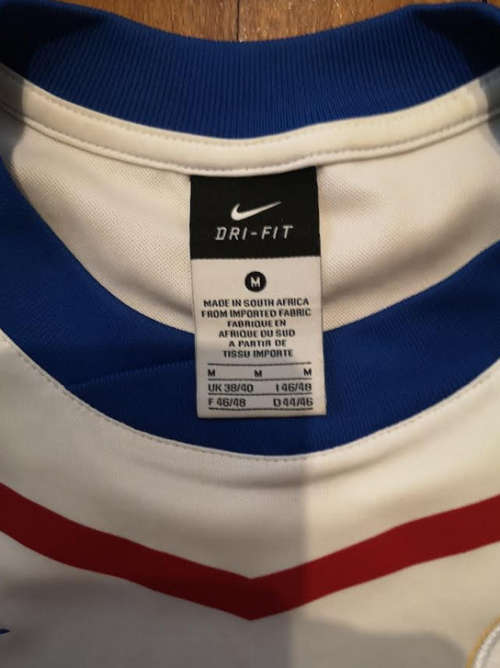 DRI-FIT
M
MADE IN SOUTH AFRICA
FROM IMPORTED FABRIC
FABRIQUE EN
AFRIQUE DU SUD
A PARTIR DE
TISSU IMPORTE
M M M
UK 38/40 I 46/48
F 46/48 D 44/46